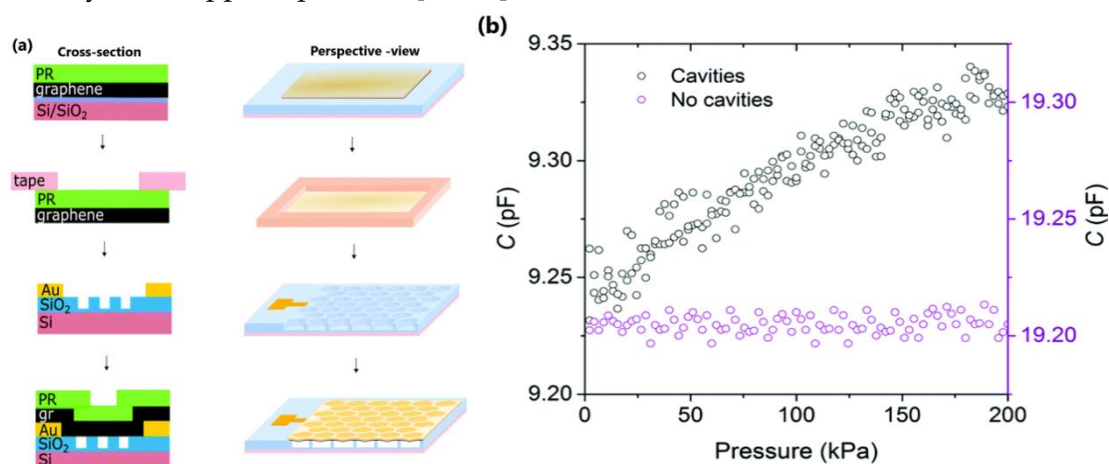 (a)
Cross-section
Perspective -view
PR
graphene
Si/SiO2
tape
PR
graphene
Au
SiO2
Si
PR
gr
Au
SiO2
Si
(b)
9.35
9.30
9.25
9.20
C (pF)
Cavities
No cavities
19.30
19.25
19.20
C (pF)
0
50
100
150
200
Pressure (kPa)